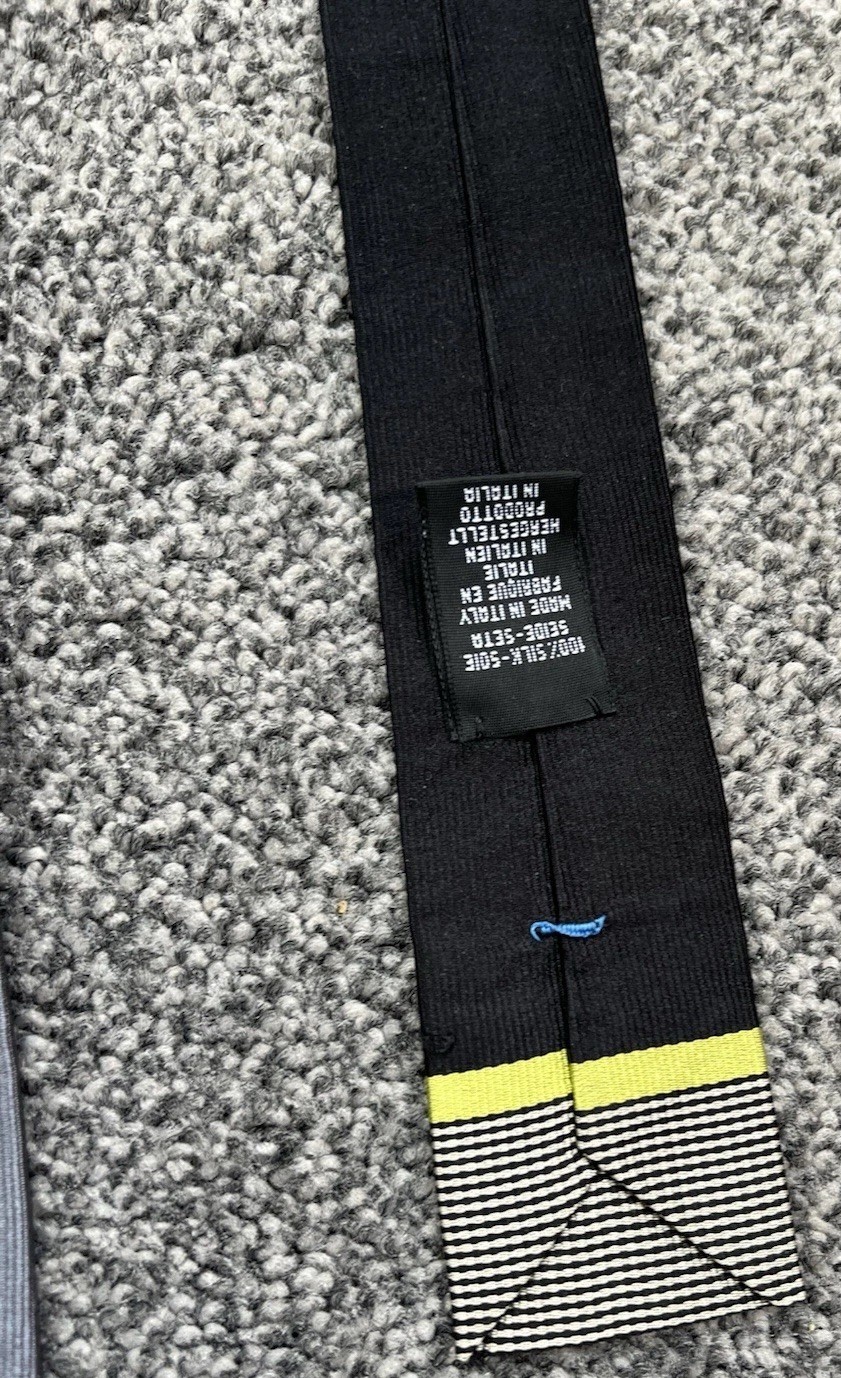 100% SILK-SOIE
SEIDE-SETA
MADE IN ITALY
FABRIQUE EN
ITALIE
IN ITALIEN
HERGESTELLT
PRODOTTO
IN ITALIA